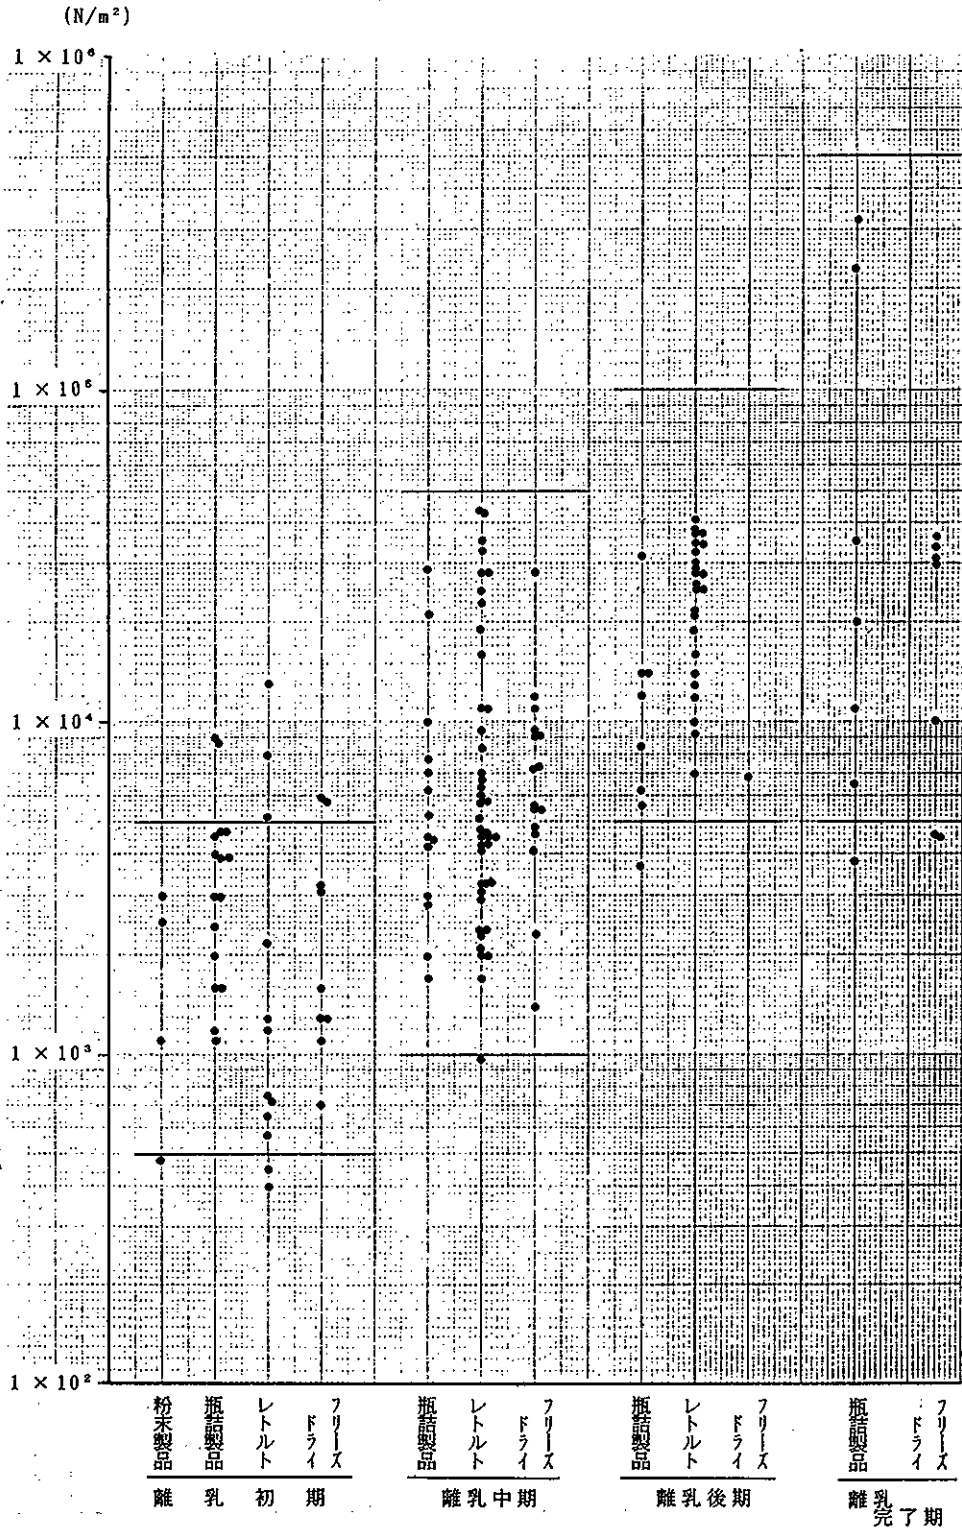 (N/m²)
1 × 10⁶
1 × 10⁵
1 × 10⁴
1 × 10³
1 × 10²
粉末製品
瓶詰製品
レトルト
フリーズ
ドライ
離乳初期
瓶詰製品
レトルト
フリーズ
ドライ
離乳中期
瓶詰製品
レトルト
フリーズ
ドライ
離乳後期
瓶詰製品
フリーズ
ドライ
離乳
完了期